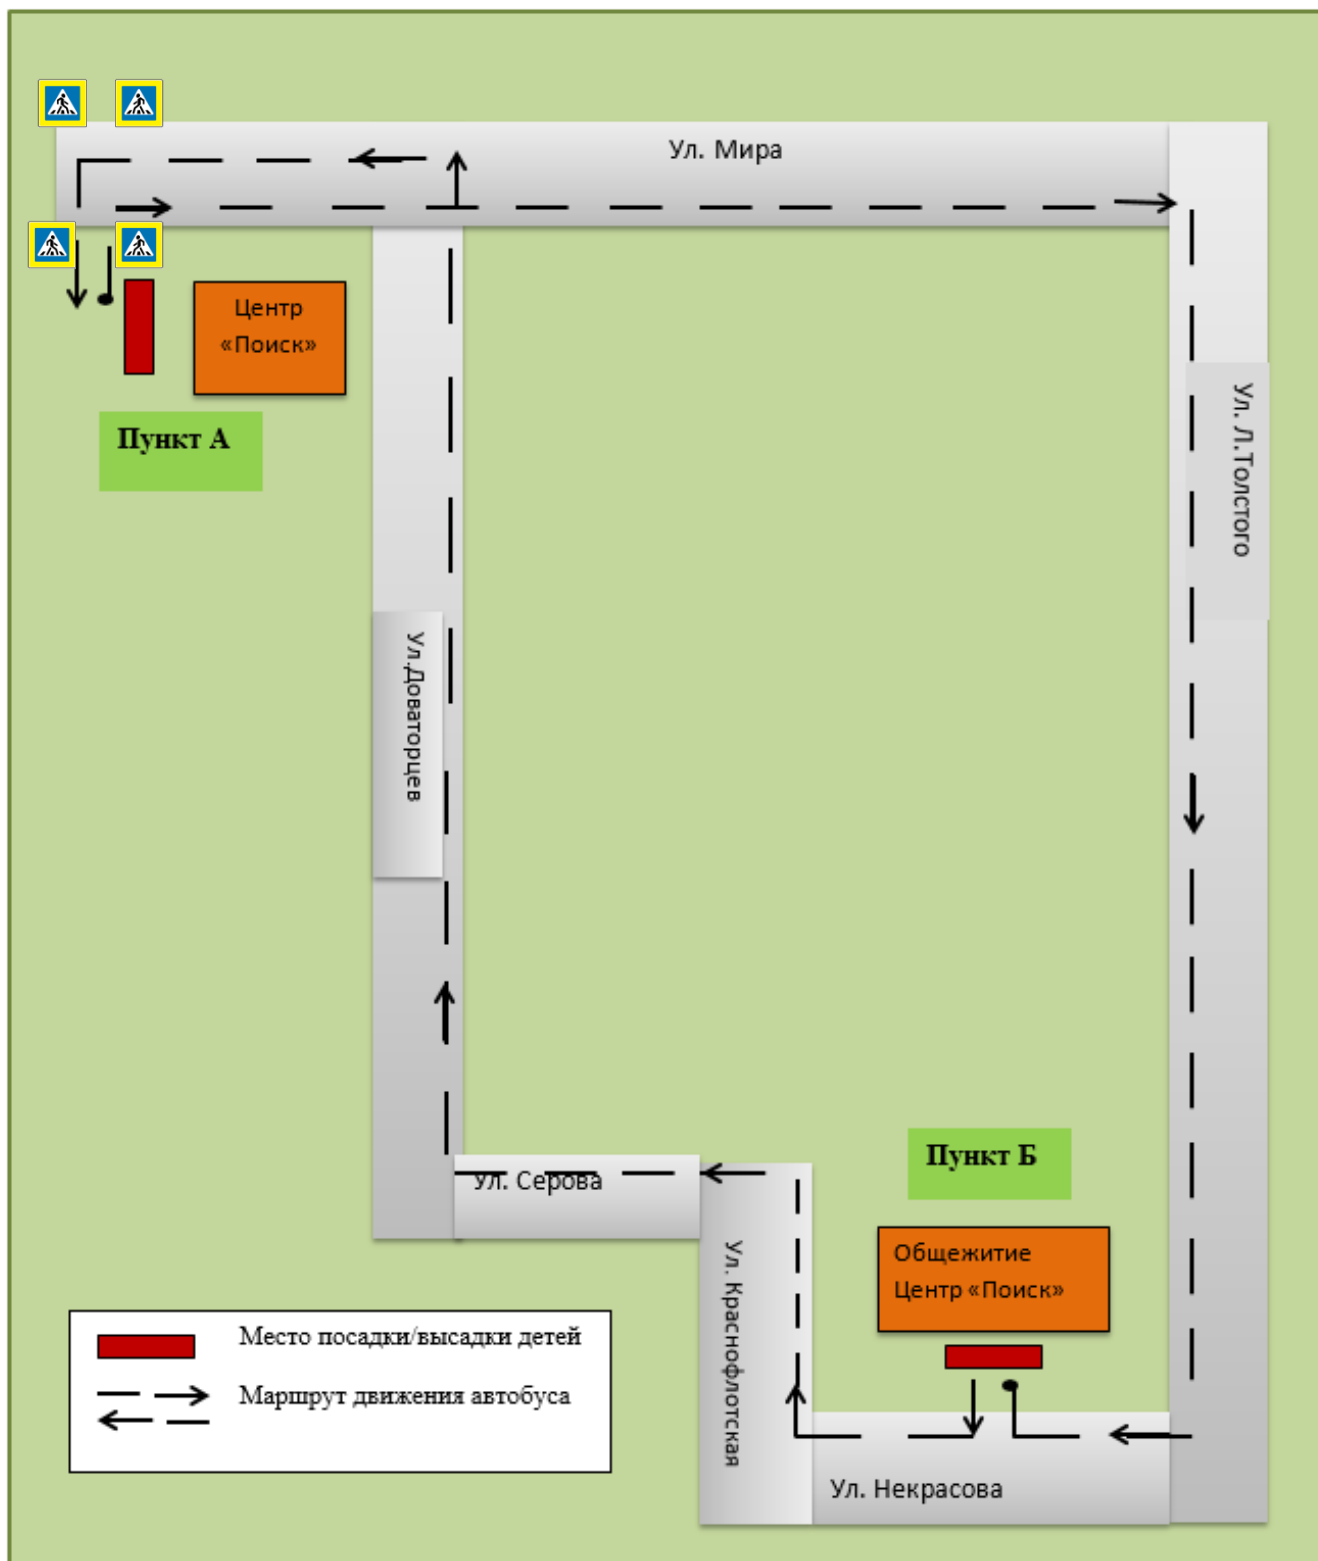 Ул. Мира
Центр
«Поиск»
Пункт А
Ул. Л.Толстого
Ул.Доваторцев
Пункт Б
Ул. Серова
Общежитие
Центр «Поиск»
Ул. Краснофлотская
Ул. Некрасова
Место посадки/высадки детей
Маршрут движения автобуса